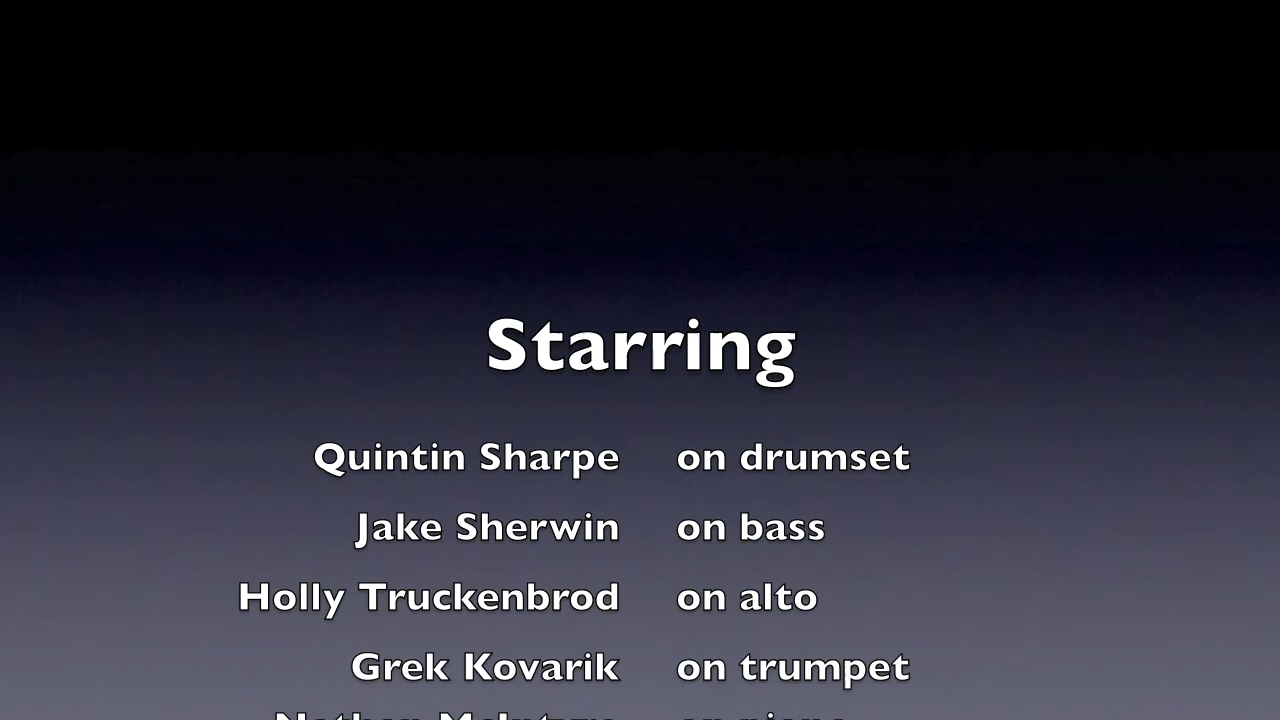 Starring
Quintin Sharpe on drumset
Jake Sherwin on bass
Holly Truckenbrod on alto
Grek Kovarik on trumpet